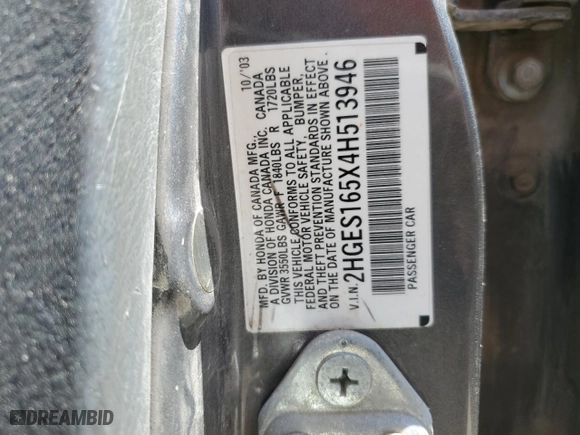 MFD. BY HONDA OF CANADA MFG., 10/'03
A DIVISION OF HONDA CANADA INC, CANADA
GVWR 3550LBS GAWR F 1840LBS R 1720LBS
THIS VEHICLE CONFORMS TO ALL APPLICABLE
FEDERAL MOTOR VEHICLE SAFETY, BUMPER,
AND THEFT PREVENTION STANDARDS IN EFFECT
ON THE DATE OF MANUFACTURE SHOWN ABOVE.
V.I.N. 2HGES165X4H513946
PASSENGER CAR
DREAMBID